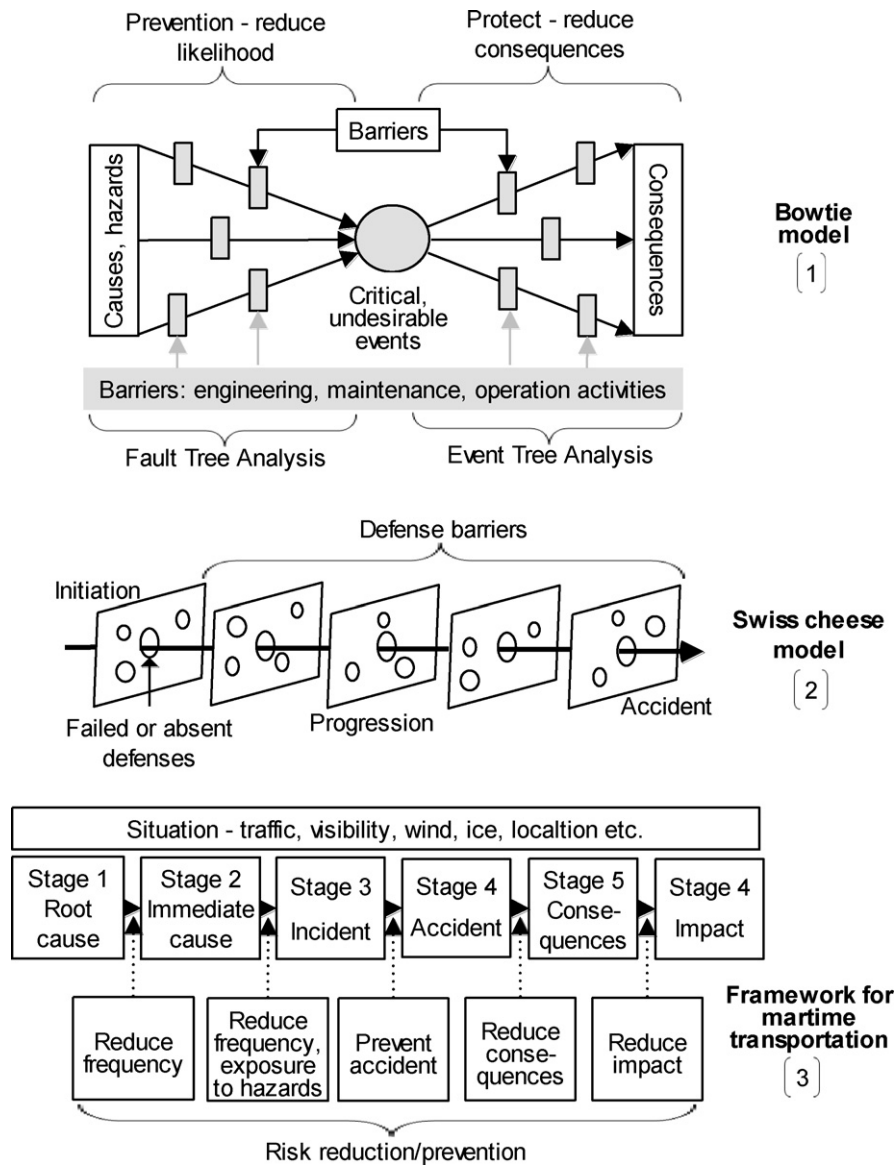 Prevention - reduce
likelihood
Protect - reduce
consequences
Barriers
Causes, hazards
Consequences
Critical,
undesirable
events
Bowtie
model
[1]
Barriers: engineering, maintenance, operation activities
Fault Tree Analysis
Event Tree Analysis
Defense barriers
Initiation
Failed or absent
defenses
Progression
Accident
Swiss cheese
model
[2]
Situation - traffic, visibility, wind, ice, localtion etc.
Stage 1
Root
cause
Stage 2
Immediate
cause
Stage 3
Incident
Stage 4
Accident
Stage 5
Conse-
quences
Stage 4
Impact
Reduce
frequency
Reduce
frequency,
exposure
to hazards
Prevent
accident
Reduce
conse-
quences
Reduce
impact
Framework for
martime
transportation
[3]
Risk reduction/prevention